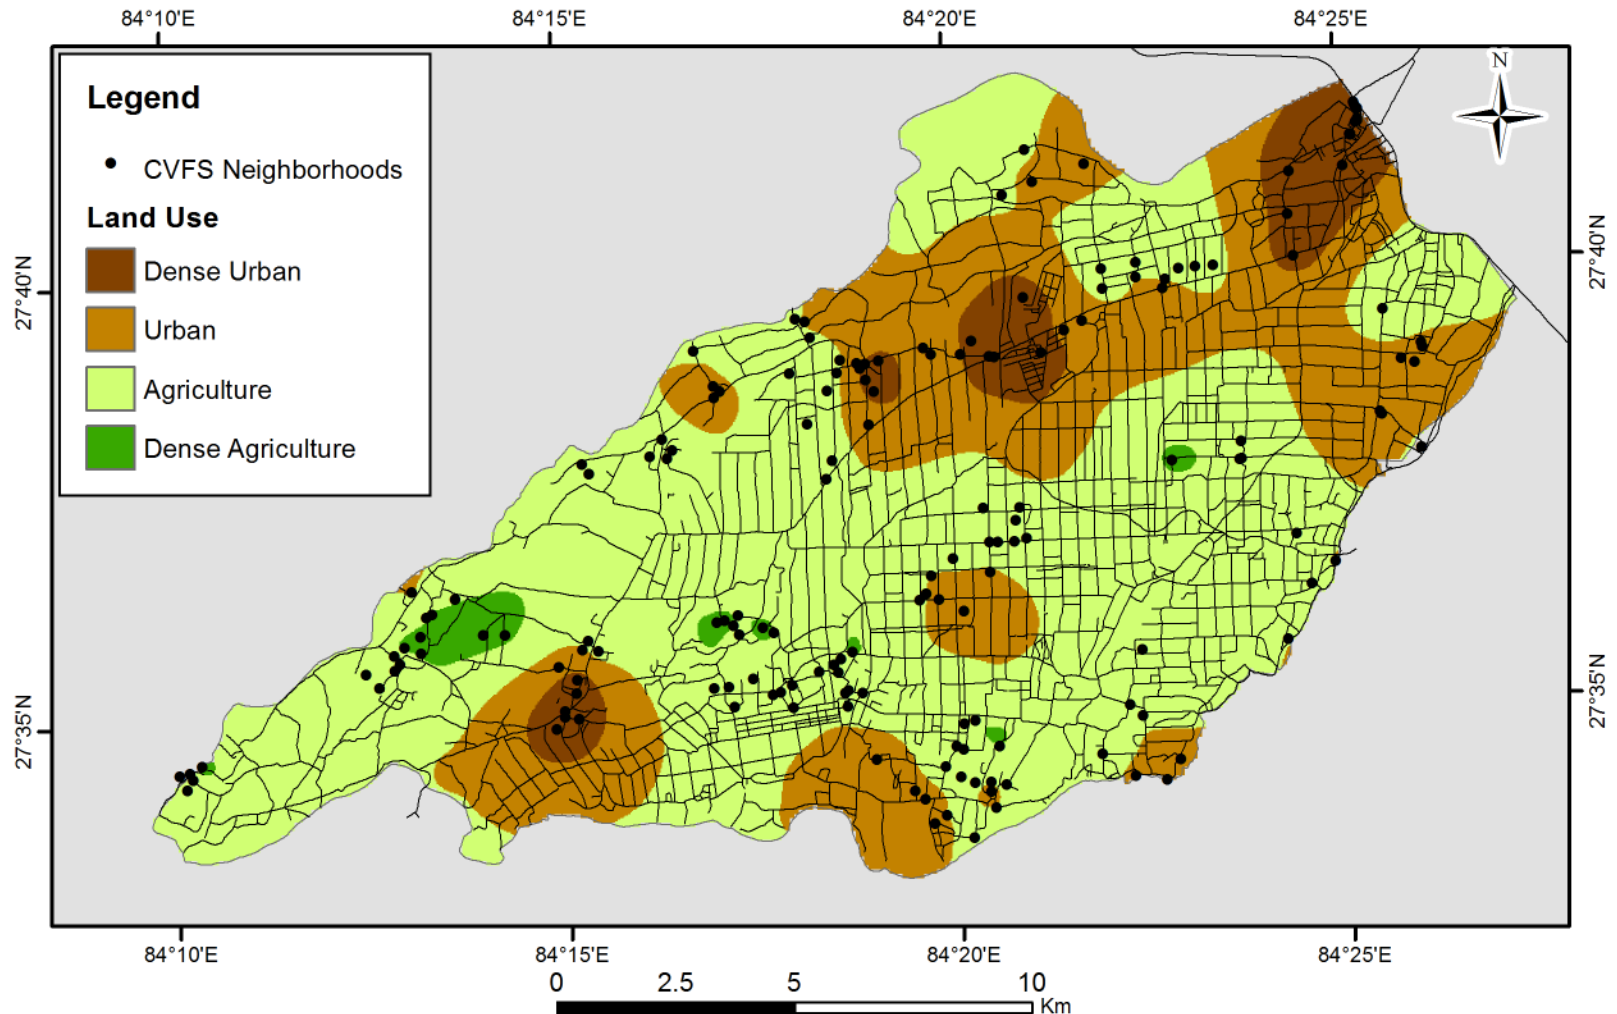 84°10'E 84°15'E 84°20'E 84°25'E
N
Legend
CVFS Neighborhoods
Land Use
Dense Urban
Urban
Agriculture
Dense Agriculture
27°40'N 27°40'N
27°35'N 27°35'N
84°10'E 84°15'E 84°20'E 84°25'E
0 2.5 5 10
Km